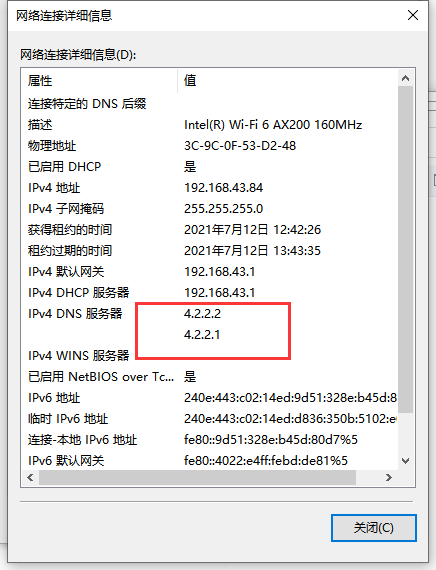 网络连接详细信息
网络连接详细信息(D):
属性 值
连接特定的 DNS 后缀
描述 Intel(R) Wi-Fi 6 AX200 160MHz
物理地址 3C-9C-0F-53-D2-48
已启用 DHCP 是
IPv4 地址 192.168.43.84
IPv4 子网掩码 255.255.255.0
获得租约的时间 2021年7月12日 12:42:26
租约过期的时间 2021年7月12日 13:43:35
IPv4 默认网关 192.168.43.1
IPv4 DHCP 服务器 192.168.43.1
IPv4 DNS 服务器 4.2.2.2
4.2.2.1
IPv4 WINS 服务器
已启用 NetBIOS over Tc... 是
IPv6 地址 240e:443:c02:14ed:9d51:328e:b45d:8
临时 IPv6 地址 240e:443:c02:14ed:d836:350b:5102:e
连接-本地 IPv6 地址 fe80::9d51:328e:b45d:80d7%5
IPv6 默认网关 fe80::4022:e4ff:febd:de81%5
关闭(C)